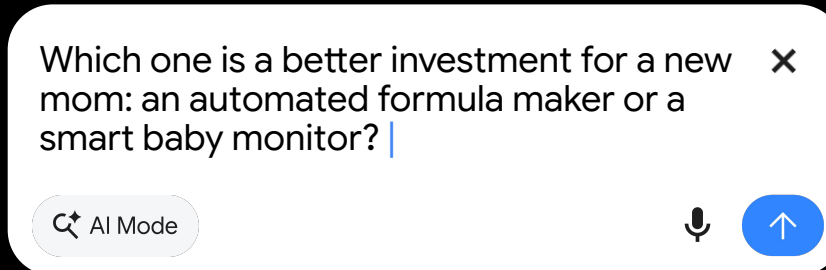 Which one is a better investment for a new
mom: an automated formula maker or a
smart baby monitor?
AI Mode